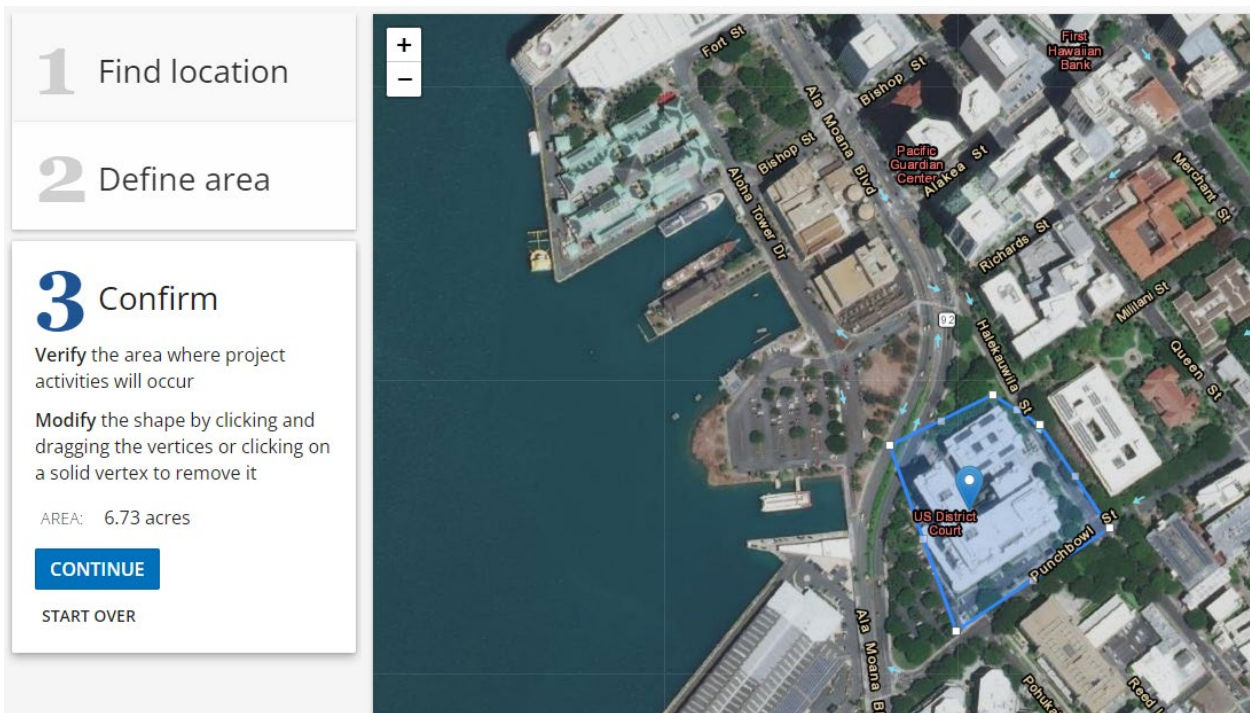 1 Find location
2 Define area
3 Confirm
Verify the area where project
activities will occur
Modify the shape by clicking and
dragging the vertices or clicking on
a solid vertex to remove it
AREA: 6.73 acres
CONTINUE
START OVER
+
−
Fort St
Bishop St
First
Hawaiian
Bank
Ala Moana Blvd
Bishop St
Pacific
Guardian
Center
Alakea St
Merchant St
Aloha Tower Dr
Richards St
Mililani St
92
Halekauwila St
Queen St
US District
Court
Punchbowl St
Ala Moana B
Pohuka
Reed